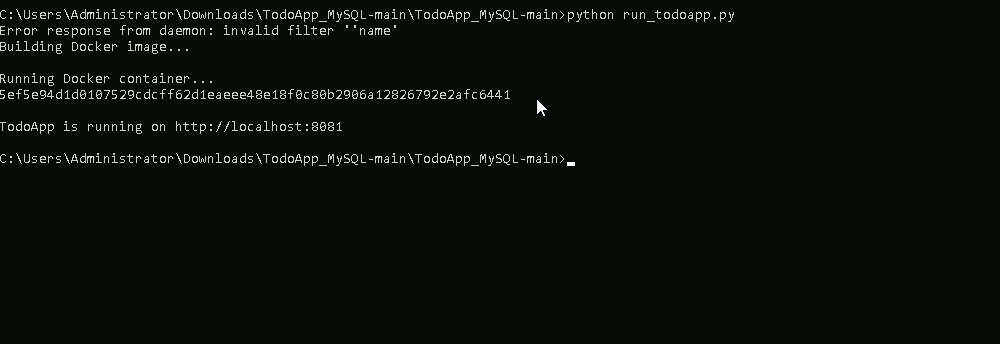 C:\Users\Administrator\Downloads\TodoApp_MySQL-main\TodoApp_MySQL-main>python run_todoapp.py
Error response from daemon: invalid filter ''name'
Building Docker image...
Running Docker container...
5ef5e94d1d0107529cdcff62d1eaeee48e18f0c80b2906a12826792e2afc6441
TodoApp is running on http://localhost:8081
C:\Users\Administrator\Downloads\TodoApp_MySQL-main\TodoApp_MySQL-main>